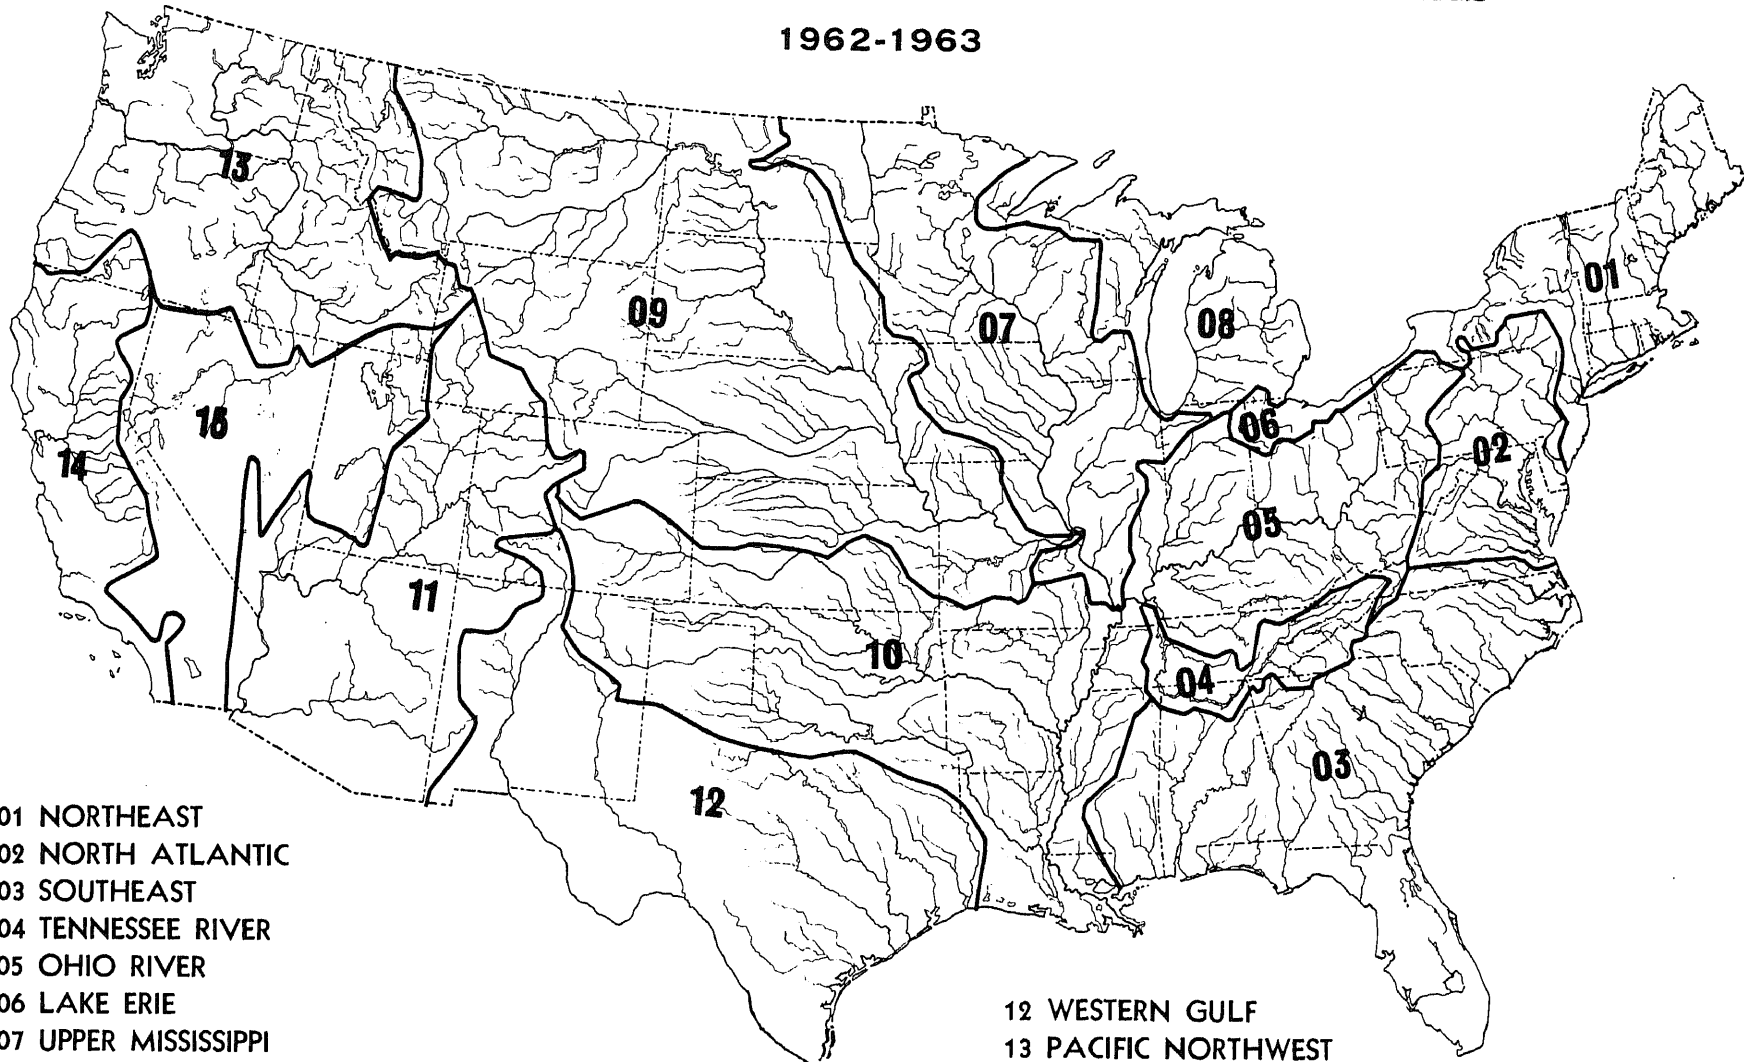 1962-1963
13
01
09
07
08
15
06
14
02
05
11
10
04
03
12
01 NORTHEAST
02 NORTH ATLANTIC
03 SOUTHEAST
04 TENNESSEE RIVER
05 OHIO RIVER
06 LAKE ERIE
07 UPPER MISSISSIPPI
12 WESTERN GULF
13 PACIFIC NORTHWEST